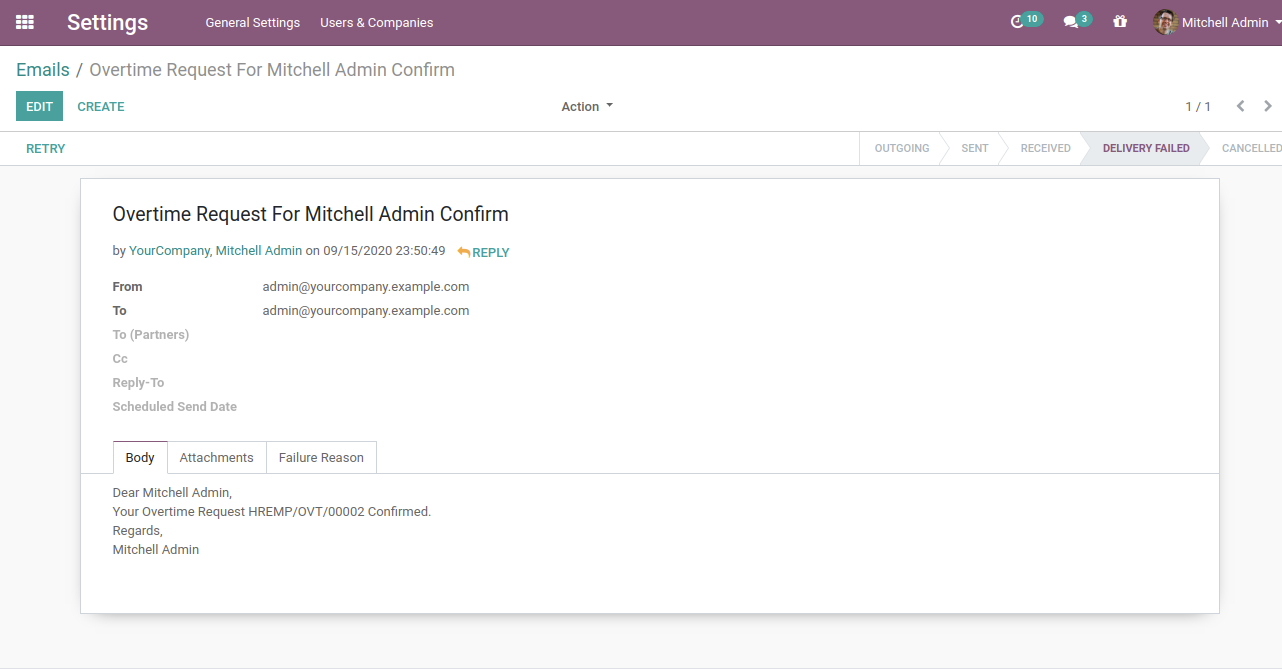 Settings General Settings Users & Companies 10 3 Mitchell Admin
Emails / Overtime Request For Mitchell Admin Confirm
EDIT CREATE Action 1 / 1
RETRY OUTGOING SENT RECEIVED DELIVERY FAILED CANCELLED
Overtime Request For Mitchell Admin Confirm
by YourCompany, Mitchell Admin on 09/15/2020 23:50:49 REPLY
From admin@yourcompany.example.com
To admin@yourcompany.example.com
To (Partners)
Cc
Reply-To
Scheduled Send Date
Body Attachments Failure Reason
Dear Mitchell Admin,
Your Overtime Request HREMP/OVT/00002 Confirmed.
Regards,
Mitchell Admin